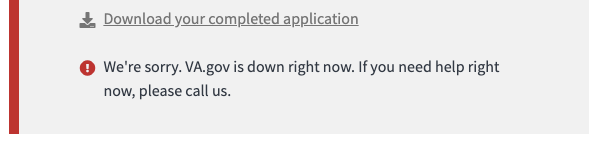 Download your completed application
We're sorry. VA.gov is down right now. If you need help right
now, please call us.